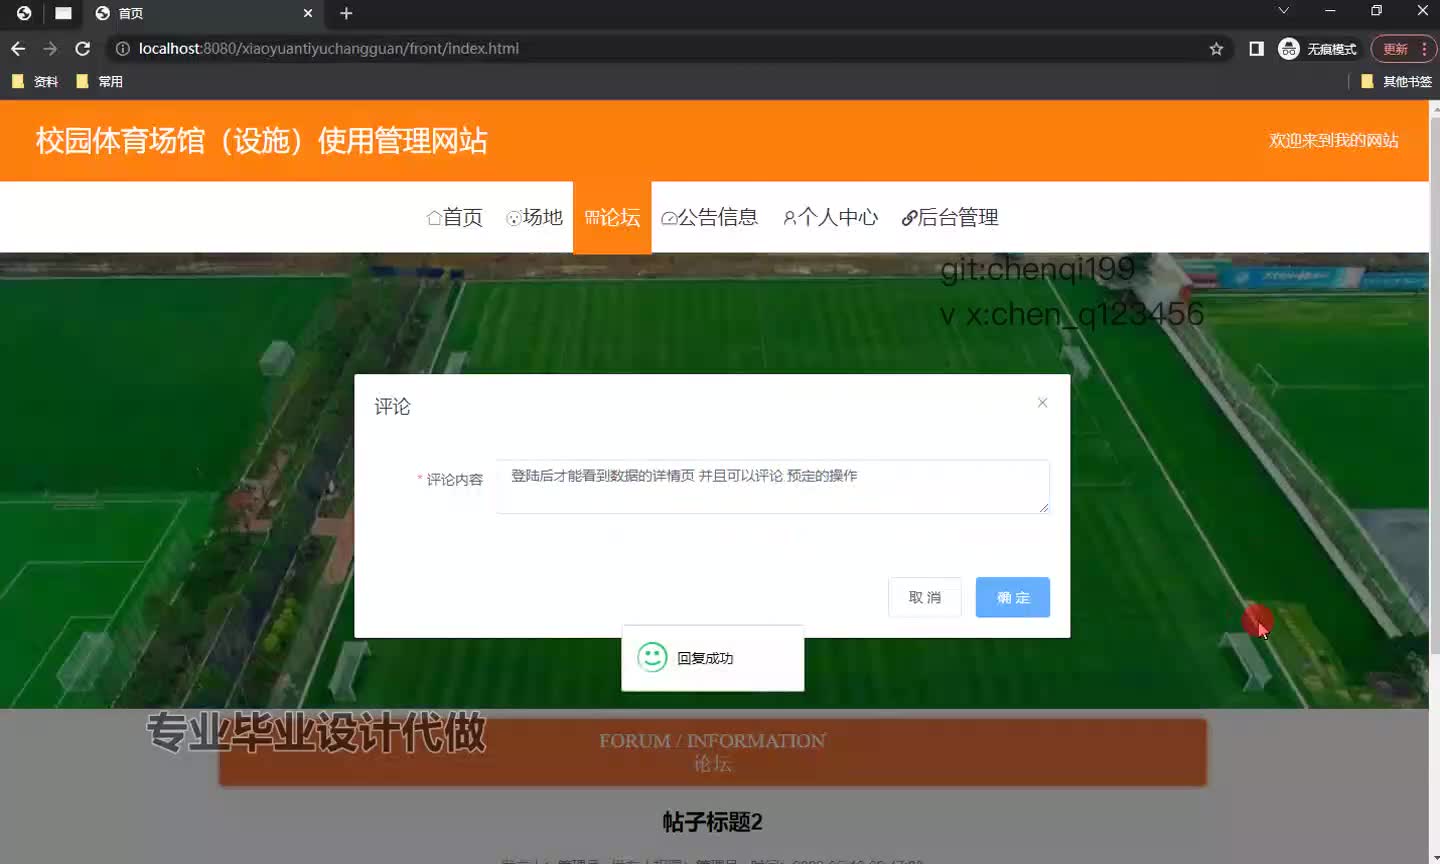 首页
localhost:8080/xiaoyuantiyuchangguan/front/index.html
无痕模式
更新
资料
常用
其他书签
校园体育场馆（设施）使用管理网站
欢迎来到我的网站
首页
场地
论坛
公告信息
个人中心
后台管理
git:chenqi199
v x:chen_q123456
评论
* 评论内容
登陆后才能看到数据的详情页 并且可以评论 预定的操作
取 消
确 定
回复成功
专业毕业设计代做
FORUM / INFORMATION
论坛
帖子标题2